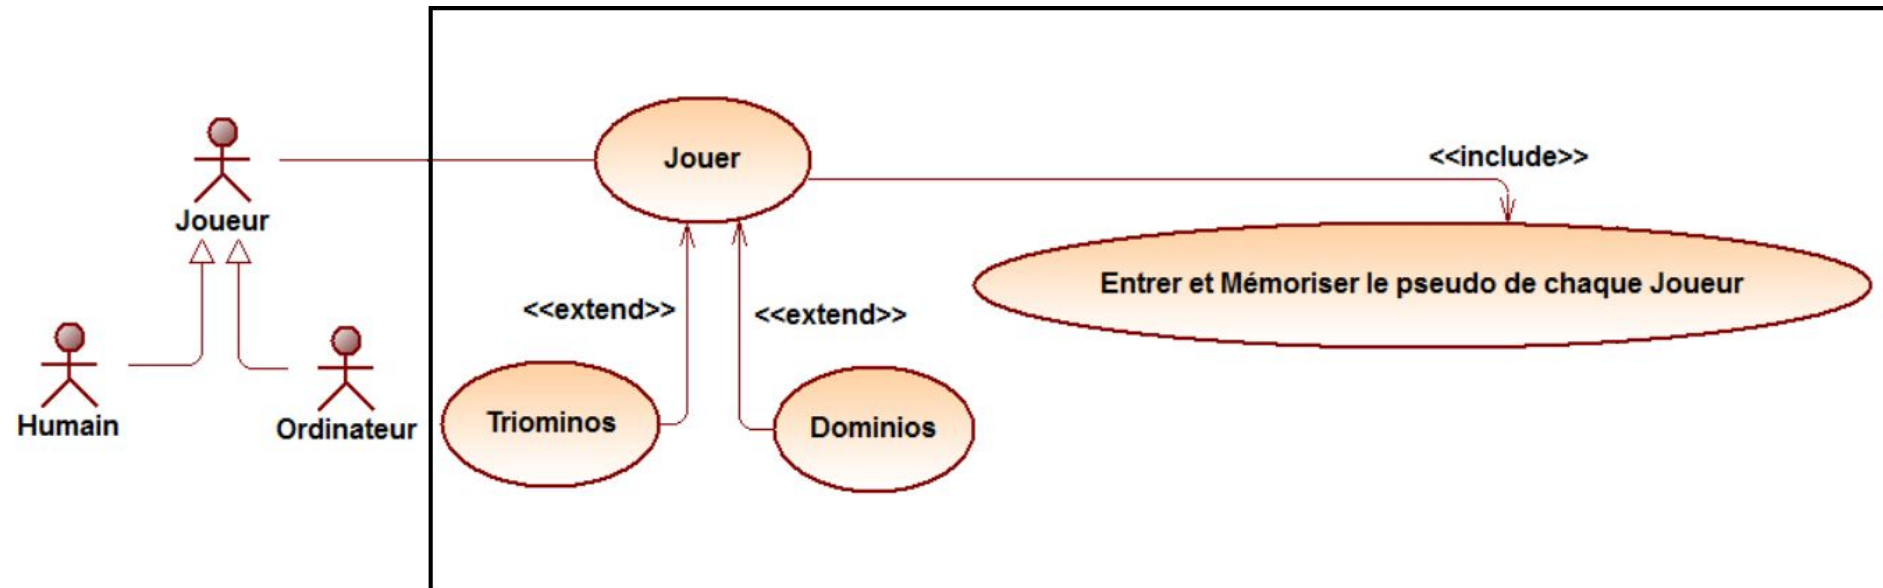 Jouer
<<include>>
Joueur
Entrer et Mémoriser le pseudo de chaque Joueur
<<extend>>
<<extend>>
Humain
Ordinateur
Triominos
Dominios